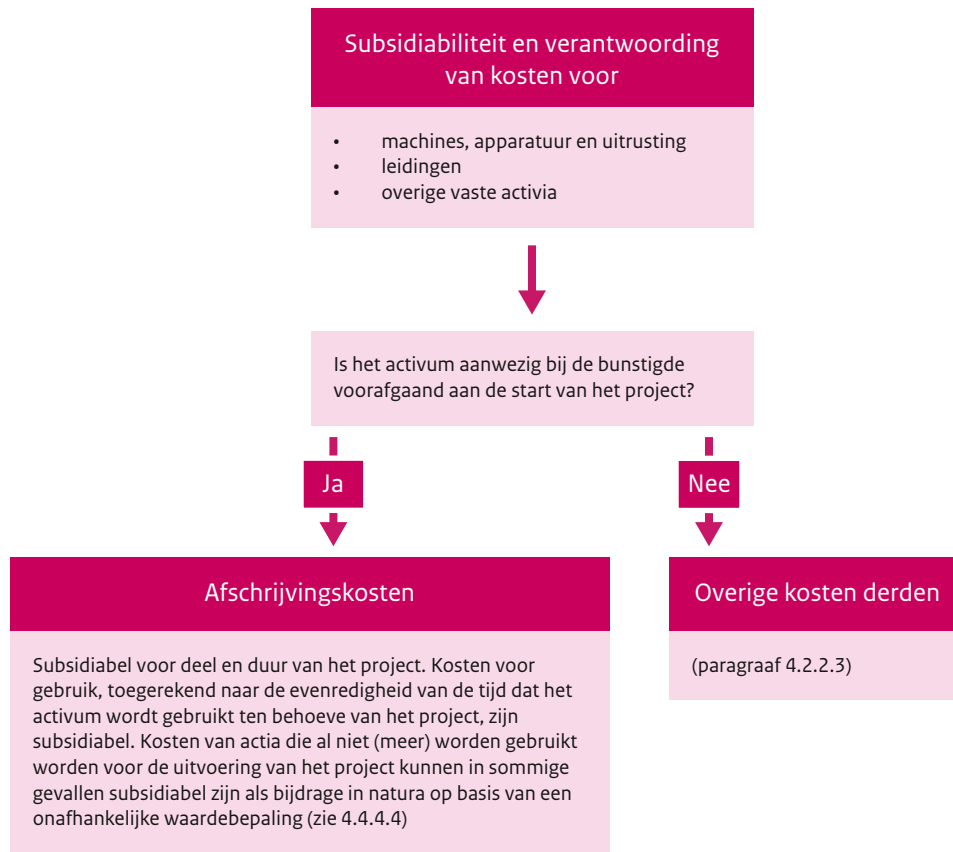 Subsidiabiliteit en verantwoording
van kosten voor
• machines, apparatuur en uitrusting
• leidingen
• overige vaste activia
Is het activum aanwezig bij de bunstigde
voorafgaand aan de start van het project?
Ja
Nee
Afschrijvingskosten
Subsidiabel voor deel en duur van het project. Kosten voor
gebruik, toegerekend naar de evenredigheid van de tijd dat het
activum wordt gebruikt ten behoeve van het project, zijn
subsidiabel. Kosten van actia die al niet (meer) worden gebruikt
worden voor de uitvoering van het project kunnen in sommige
gevallen subsidiabel zijn als bijdrage in natura op basis van een
onafhankelijke waardebepaling (zie 4.4.4.4)
Overige kosten derden
(paragraaf 4.2.2.3)